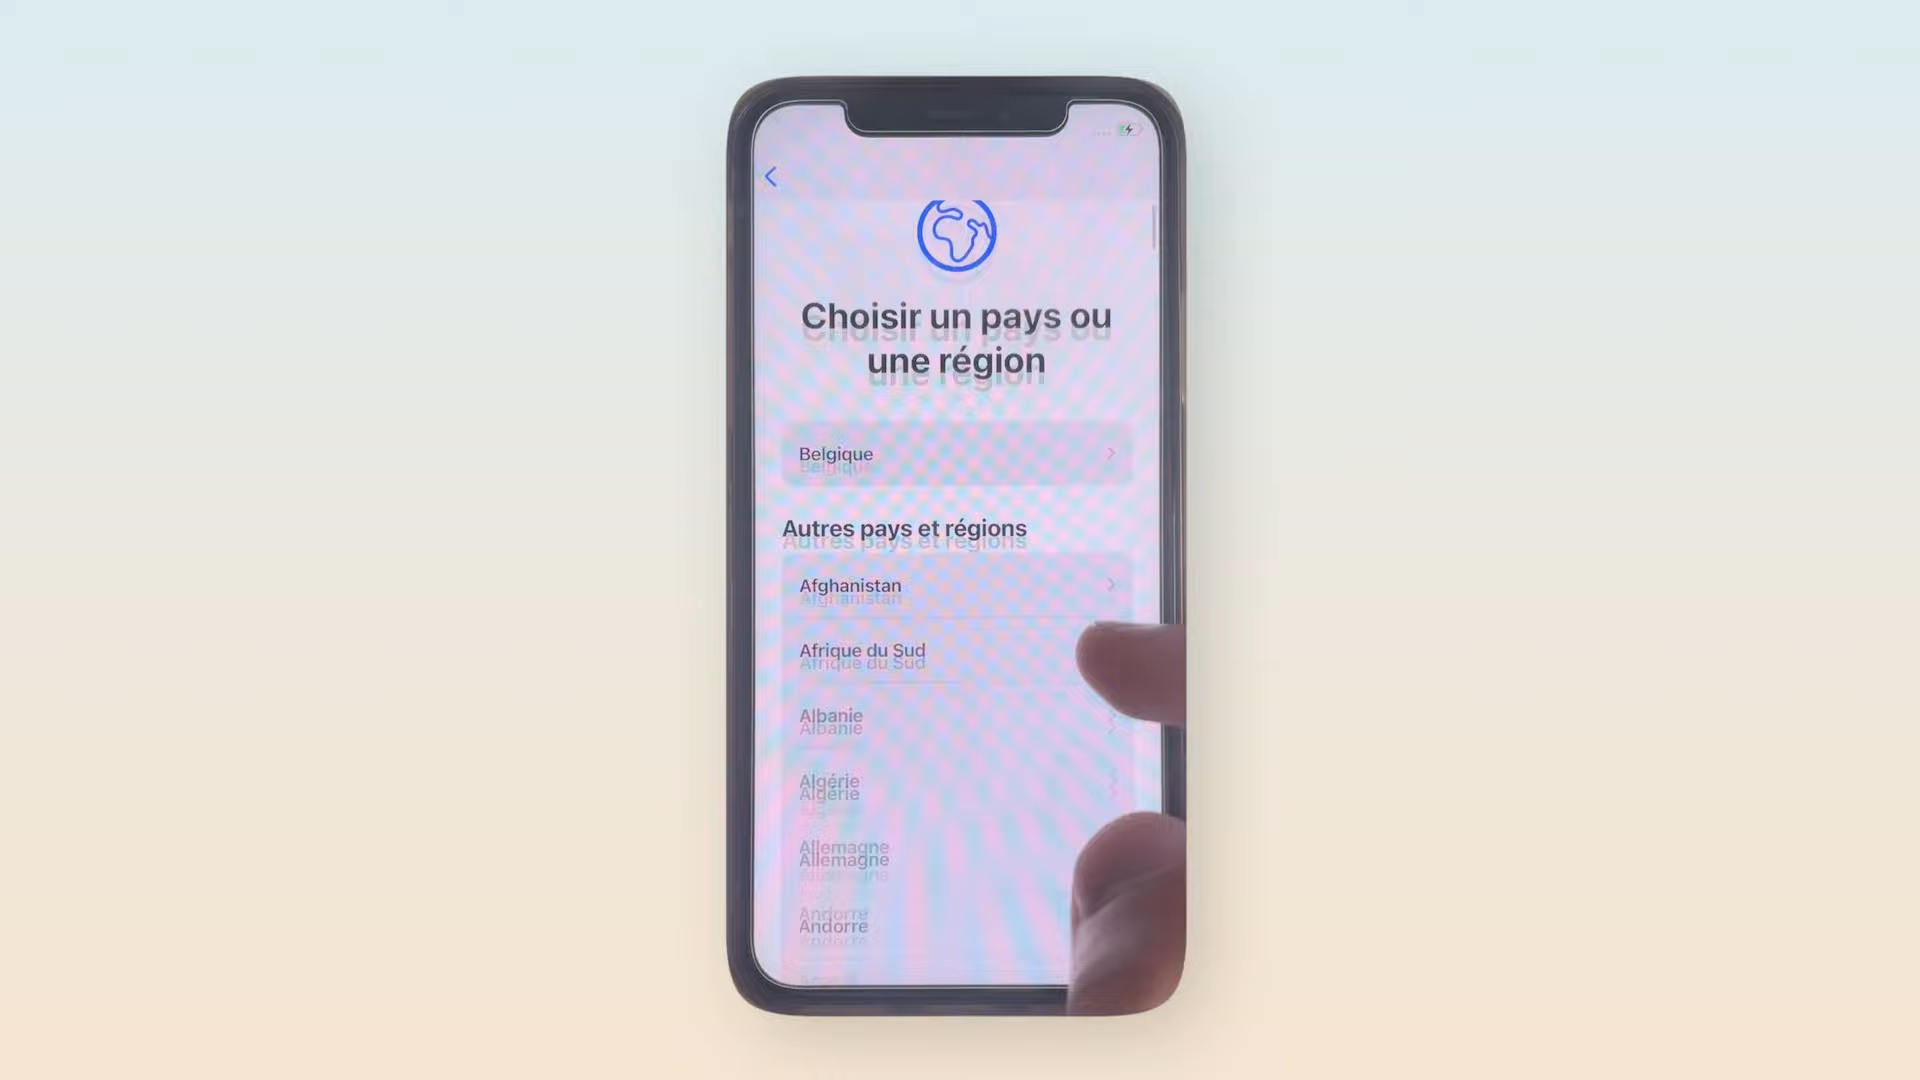 Choisir un pays ou
une région
Belgique
Autres pays et régions
Afghanistan
Afrique du Sud
Albanie
Algérie
Allemagne
Andorre